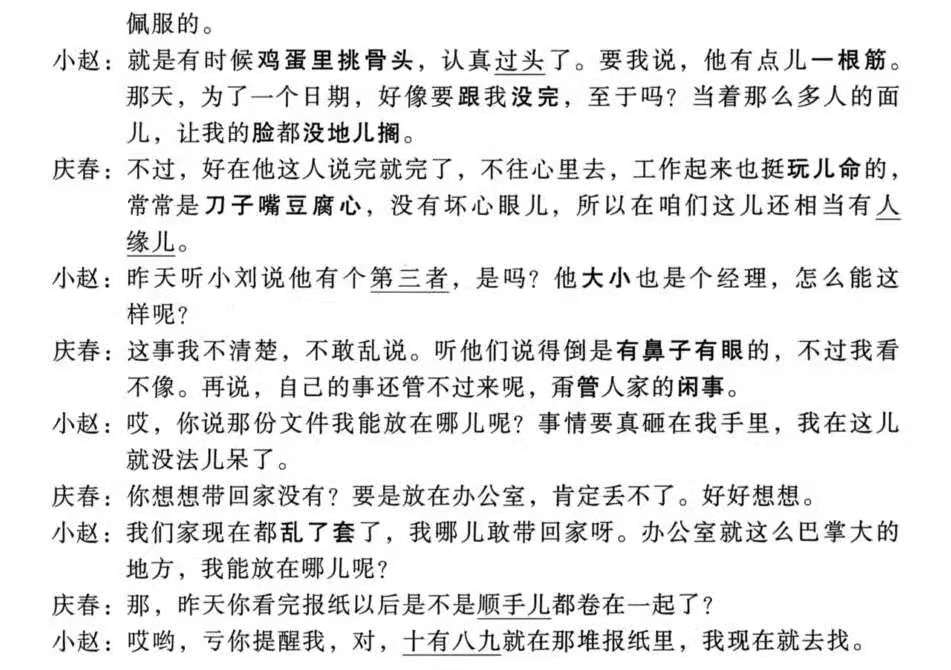 佩服的。
小赵：就是有时候鸡蛋里挑骨头，认真过头了。要我说，他有点儿一根筋。
那天，为了一个日期，好像要跟我没完，至于吗？当着那么多人的面
儿，让我的脸都没地儿搁。
庆春：不过，好在他这人说完就完了，不往心里去，工作起来也挺玩儿命的，
常常是刀子嘴豆腐心，没有坏心眼儿，所以在咱们这儿还相当有人
缘儿。
小赵：昨天听小刘说他有个第三者，是吗？他大小也是个经理，怎么能这
样呢？
庆春：这事我不清楚，不敢乱说。听他们说得倒是有鼻子有眼的，不过我看
不像。再说，自己的事还管不过来呢，甭管人家的闲事。
小赵：哎，你说那份文件我能放在哪儿呢？事情要真砸在我手里，我在这儿
就没法儿呆了。
庆春：你想想带回家没有？要是放在办公室，肯定丢不了。好好想想。
小赵：我们家现在都乱了套了，我哪儿敢带回家呀。办公室就这么巴掌大的
地方，我能放在哪儿呢？
庆春：那，昨天你看完报纸以后是不是顺手儿都卷在一起了？
小赵：哎哟，亏你提醒我，对，十有八九就在那堆报纸里，我现在就去找。